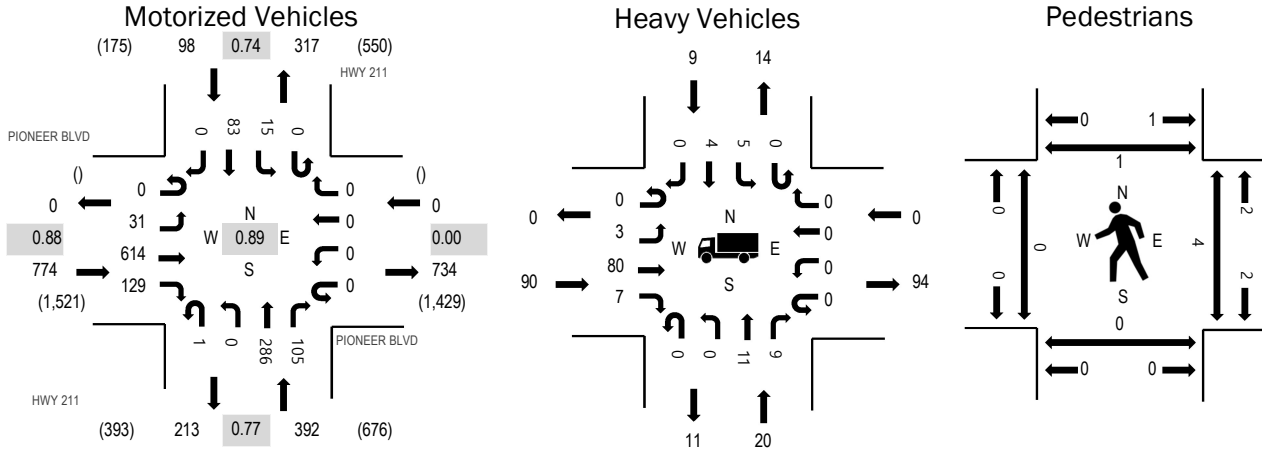 Motorized Vehicles
(175) 98 0.74 317 (550)
HWY 211
PIONEER BLVD
0 83 15 0
() 0
0.88
774
(1,521)
0
31
614
129
N
W 0.89 E
S
0
0
0
0
() 0
0.00
734
(1,429)
1 0 286 105
PIONEER BLVD
HWY 211
(393) 213 0.77 392 (676)
Heavy Vehicles
9 14
0 4 5 0
0
90
0
3
80
7
N
W E
S
0
0
0
0
0
94
0 0 11 9
11 20
Pedestrians
0 1
1
0
0
0
N
W E
S
4
2
2
0
0 0